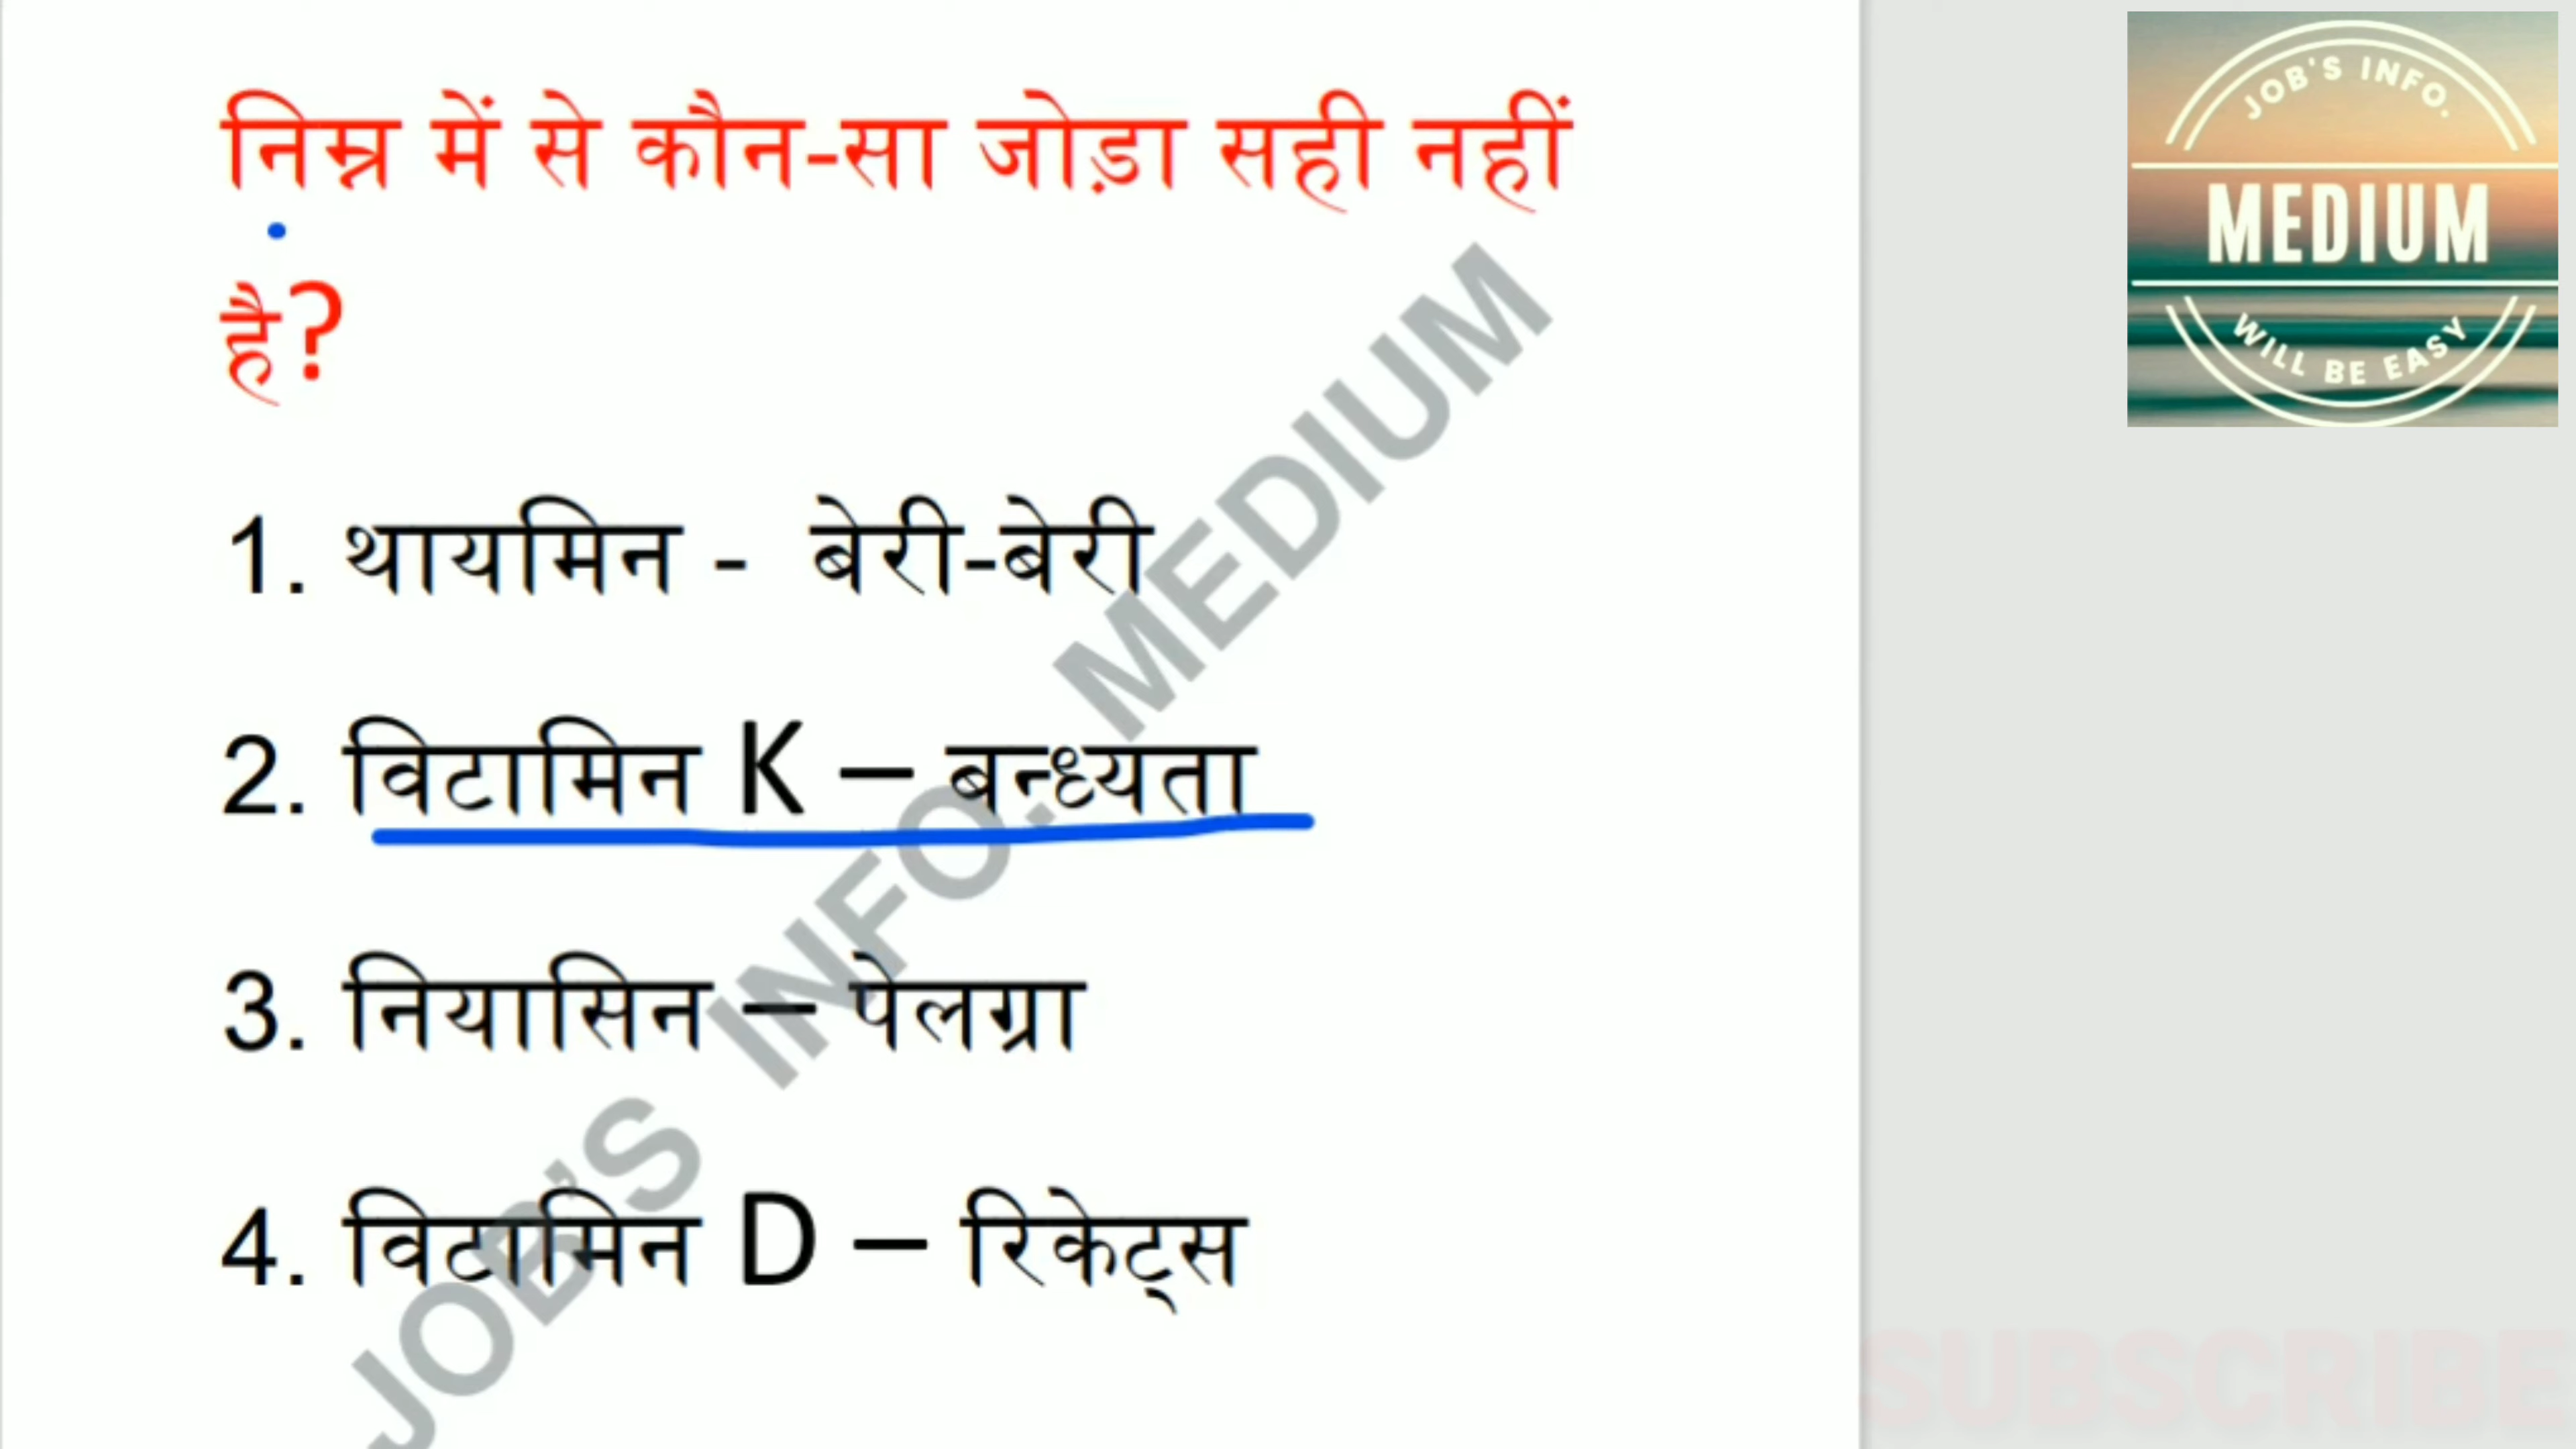 निम्न में से कौन-सा जोड़ा सही नहीं
है?
1. थायमिन - बेरी-बेरी
2. विटामिन K – बन्ध्यता
3. नियासिन – पेलग्रा
4. विटामिन D – रिकेट्स
JOB'S INFO. MEDIUM
JOB'S INFO.
MEDIUM
WILL BE EASY
SUBSCRIBE